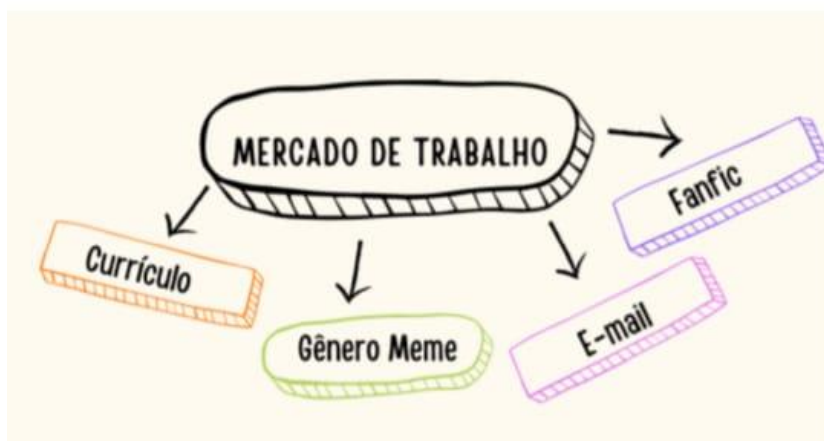 MERCADO DE TRABALHO
Fanfic
Currículo
E-mail
Gênero Meme